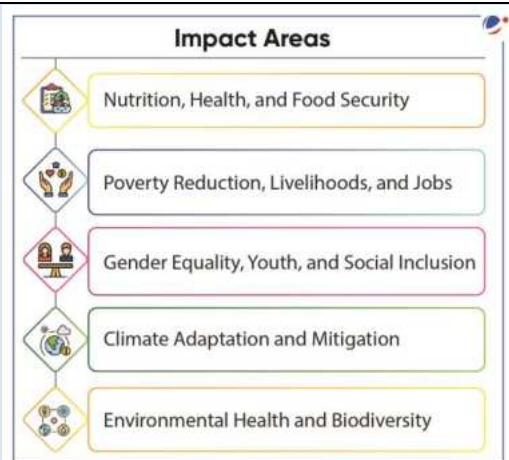 Impact Areas
Nutrition, Health, and Food Security
Poverty Reduction, Livelihoods, and Jobs
Gender Equality, Youth, and Social Inclusion
Climate Adaptation and Mitigation
Environmental Health and Biodiversity